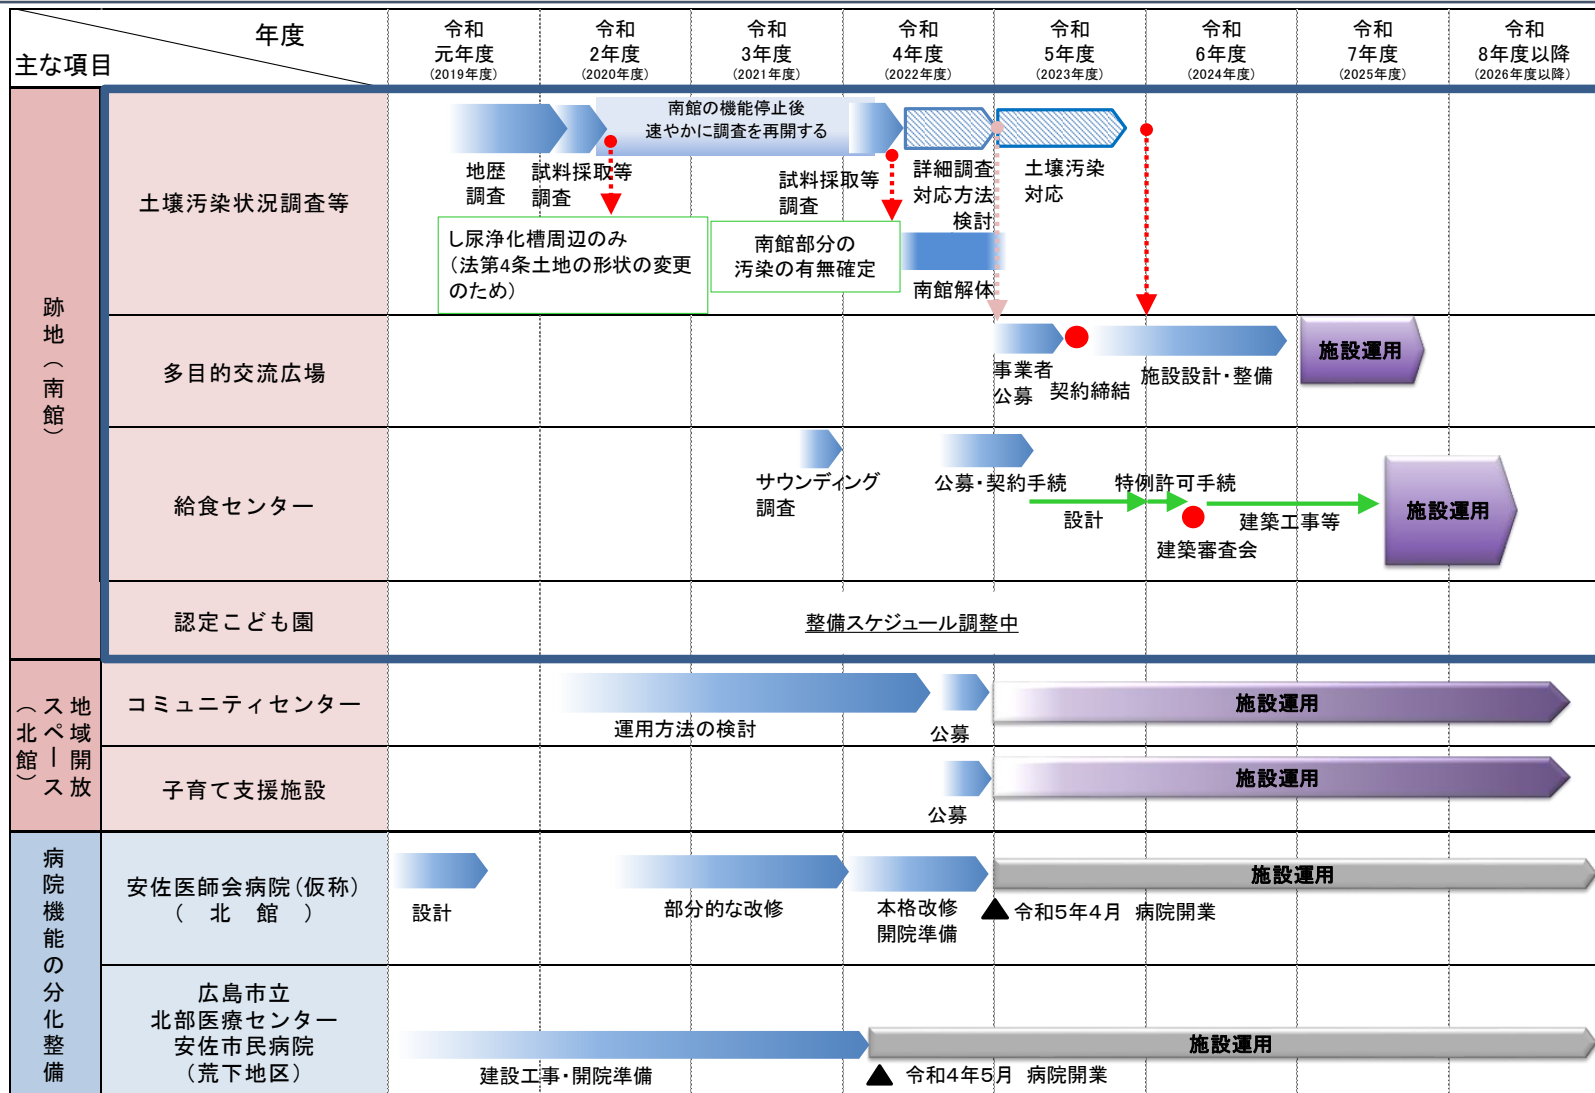 年度
主な項目
令和
元年度
(2019年度)
令和
2年度
(2020年度)
令和
3年度
(2021年度)
令和
4年度
(2022年度)
令和
5年度
(2023年度)
令和
6年度
(2024年度)
令和
7年度
(2025年度)
令和
8年度以降
(2026年度以降)
跡地(南館)
土壌汚染状況調査等
南館の機能停止後
速やかに調査を再開する
地歴
調査
試料採取等
調査
試料採取等
調査
詳細調査
対応方法
検討
土壌汚染
対応
し尿浄化槽周辺のみ
(法第4条土地の形状の変更
のため)
南館部分の
汚染の有無確定
南館解体
多目的交流広場
事業者
公募
契約締結
施設設計・整備
施設運用
給食センター
サウンディング
調査
公募・契約手続
設計
特例許可手続
建築審査会
建築工事等
施設運用
認定こども園
整備スケジュール調整中
地域開放
スペース
(北館)
コミュニティセンター
運用方法の検討
公募
施設運用
子育て支援施設
公募
施設運用
病院機能の分化整備
安佐医師会病院(仮称)
(北館)
設計
部分的な改修
本格改修
開院準備
施設運用
▲ 令和5年4月 病院開業
広島市立
北部医療センター
安佐市民病院
(荒下地区)
建設工事・開院準備
施設運用
▲ 令和4年5月 病院開業